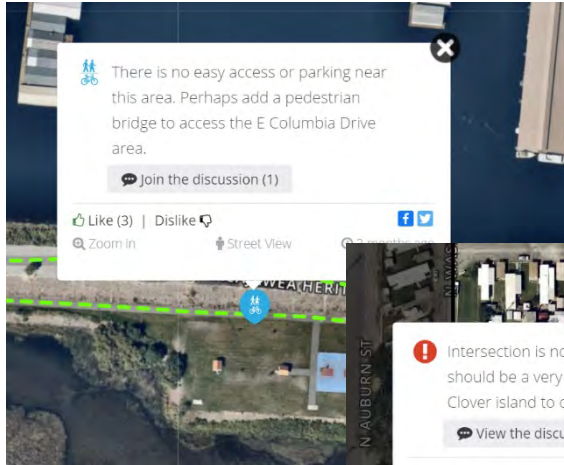 There is no easy access or parking near
this area. Perhaps add a pedestrian
bridge to access the E Columbia Drive
area.
Join the discussion (1)
Like (3) | Dislike
Zoom in
Street View
N AUBURN ST
Intersection is
should be a very
Clover island to
View the